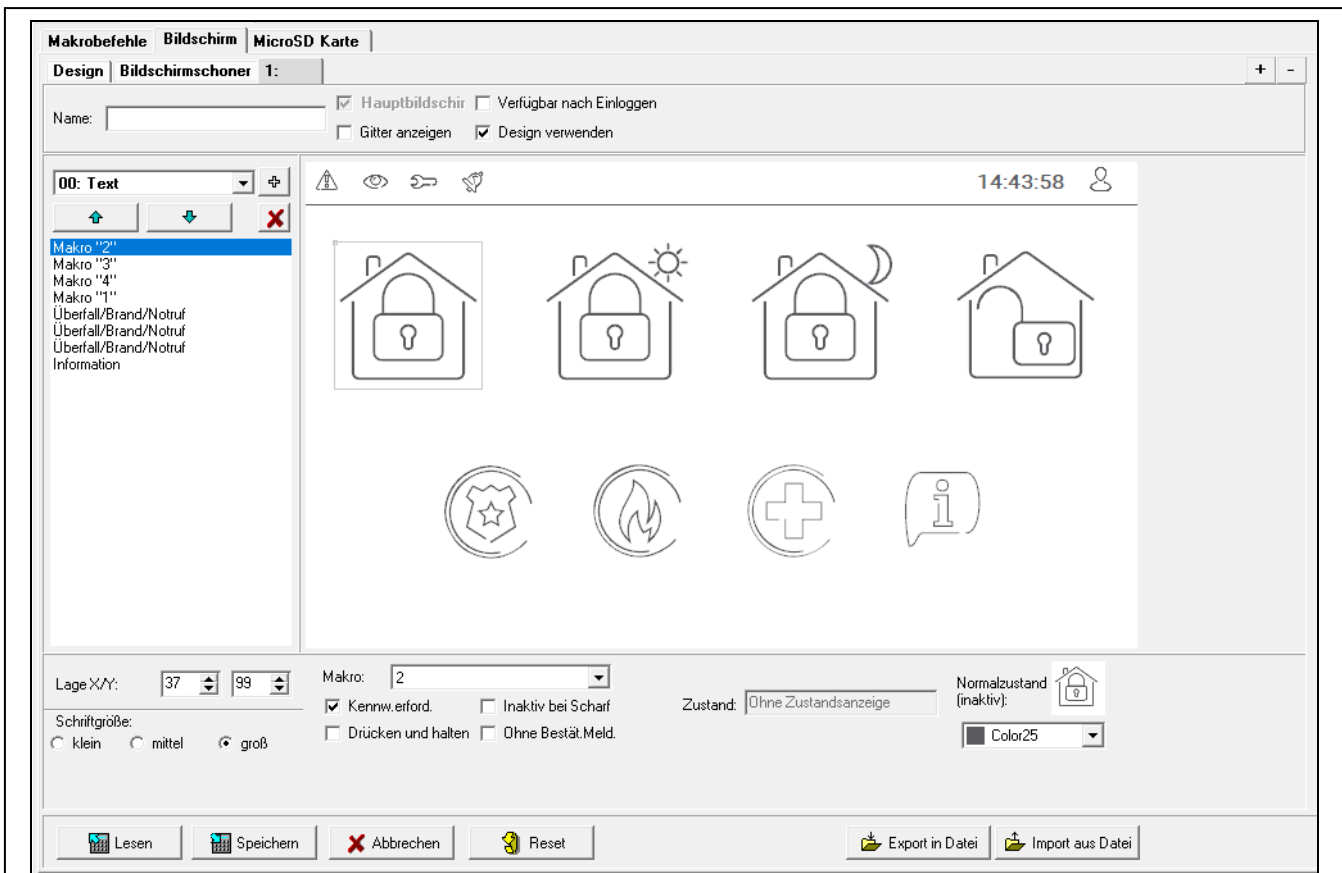 Makrobefehle Bildschirm MicroSD Karte
Design Bildschirmschoner 1: + -
Name: Hauptbildschir Verfügbar nach Einloggen
Gitter anzeigen Design verwenden
00: Text
14:43:58
Makro "2"
Makro "3"
Makro "4"
Makro "1"
Überfall/Brand/Notruf
Überfall/Brand/Notruf
Überfall/Brand/Notruf
Information
Lage X/Y: 37 99
Schriftgröße:
klein mittel groß
Makro: 2
Kennw.erford. Inaktiv bei Scharf
Drücken und halten Ohne Bestät.Meld.
Zustand: Ohne Zustandsanzeige
Normalzustand
(inaktiv):
Color25
Lesen Speichern Abbrechen Reset Export in Datei Import aus Datei